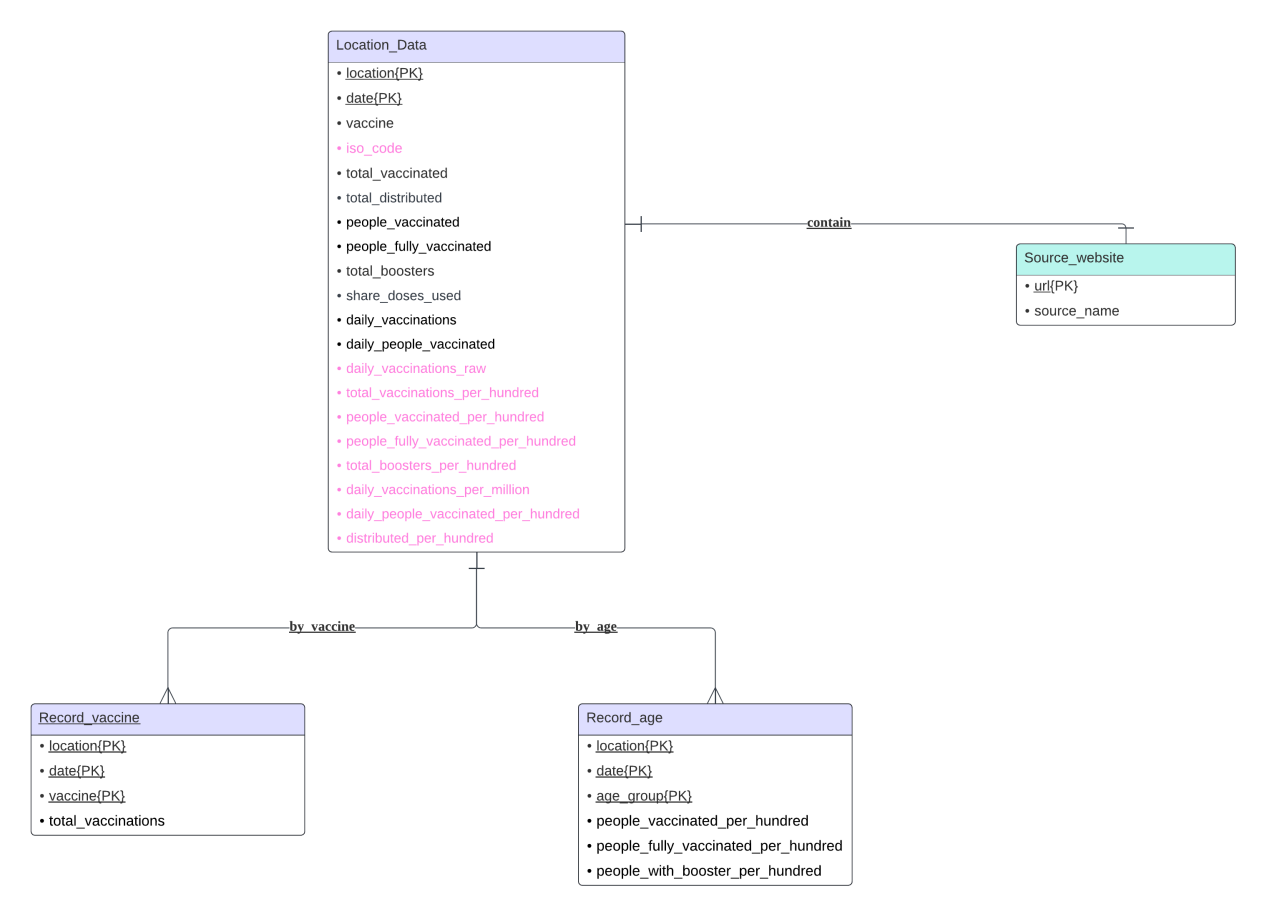 Location_Data
• location{PK}
• date{PK}
• vaccine
• iso_code
• total_vaccinated
• total_distributed
• people_vaccinated
• people_fully_vaccinated
• total_boosters
• share_doses_used
• daily_vaccinations
• daily_people_vaccinated
• daily_vaccinations_raw
• total_vaccinations_per_hundred
• people_vaccinated_per_hundred
• people_fully_vaccinated_per_hundred
• total_boosters_per_hundred
• daily_vaccinations_per_million
• daily_people_vaccinated_per_hundred
• distributed_per_hundred
contain
Source_website
• url{PK}
• source_name
by_vaccine
by_age
Record_vaccine
• location{PK}
• date{PK}
• vaccine{PK}
• total_vaccinations
Record_age
• location{PK}
• date{PK}
• age_group{PK}
• people_vaccinated_per_hundred
• people_fully_vaccinated_per_hundred
• people_with_booster_per_hundred